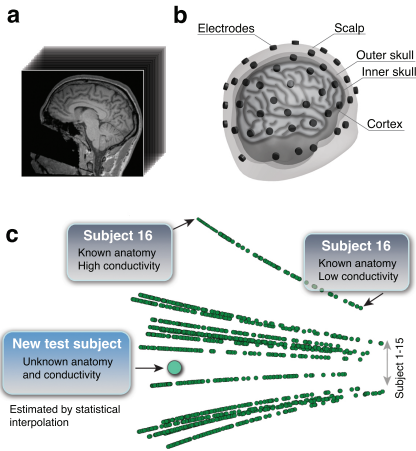 a
b
Electrodes
Scalp
Outer skull
Inner skull
Cortex
c
Subject 16
Known anatomy
High conductivity
Subject 16
Known anatomy
Low conductivity
New test subject
Unknown anatomy
and conductivity
Estimated by statistical
interpolation
Subject 1-15